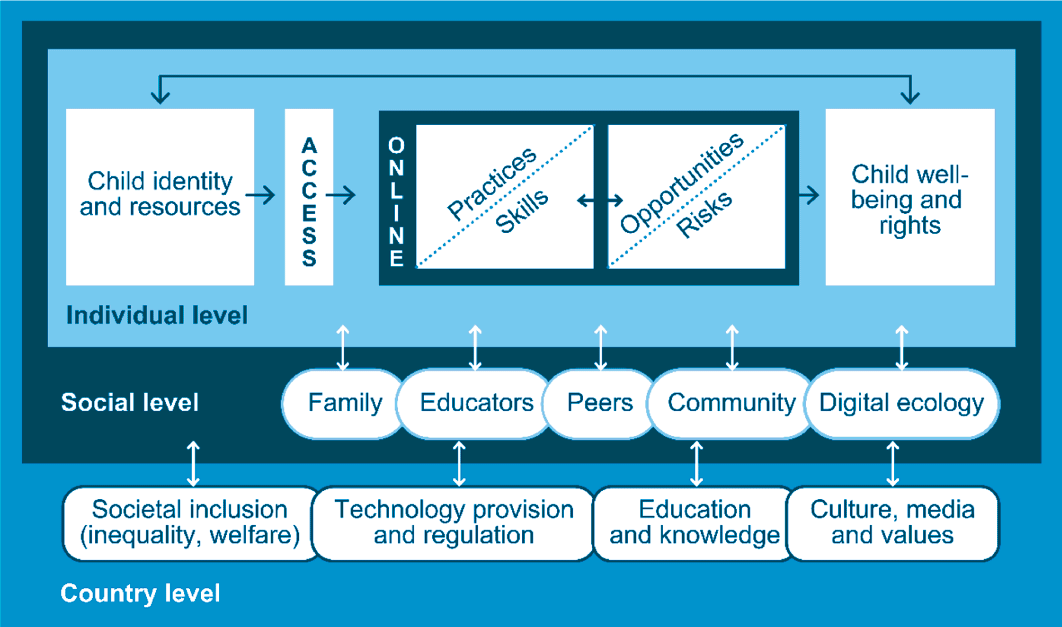 Child identity
and resources
ACCESS
ONLINE
Practices
Skills
Opportunities
Risks
Child well-
being and
rights
Individual level
Social level
Family
Educators
Peers
Community
Digital ecology
Societal inclusion
(inequality, welfare)
Technology provision
and regulation
Education
and knowledge
Culture, media
and values
Country level